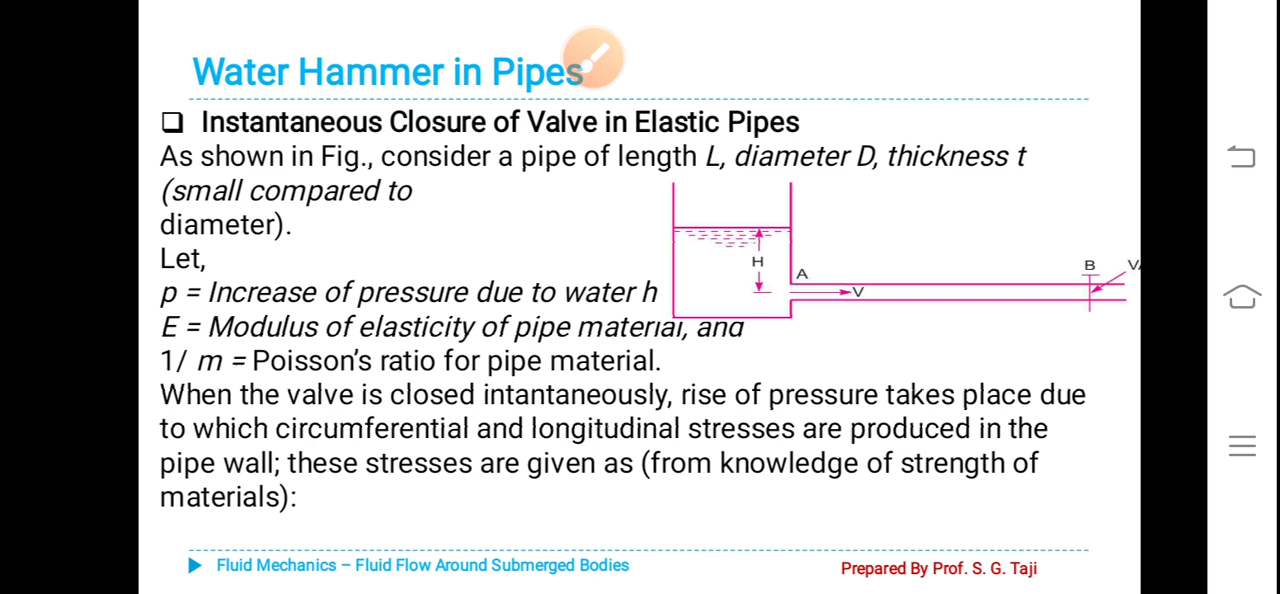 Water Hammer in Pipes
❑ Instantaneous Closure of Valve in Elastic Pipes
As shown in Fig., consider a pipe of length L, diameter D, thickness t
(small compared to
diameter).
Let,
p = Increase of pressure due to water h
E = Modulus of elasticity of pipe material, and
1/ m = Poisson's ratio for pipe material.
When the valve is closed intantaneously, rise of pressure takes place due
to which circumferential and longitudinal stresses are produced in the
pipe wall; these stresses are given as (from knowledge of strength of
materials):
H
A
V
B
V
Fluid Mechanics – Fluid Flow Around Submerged Bodies
Prepared By Prof. S. G. Taji